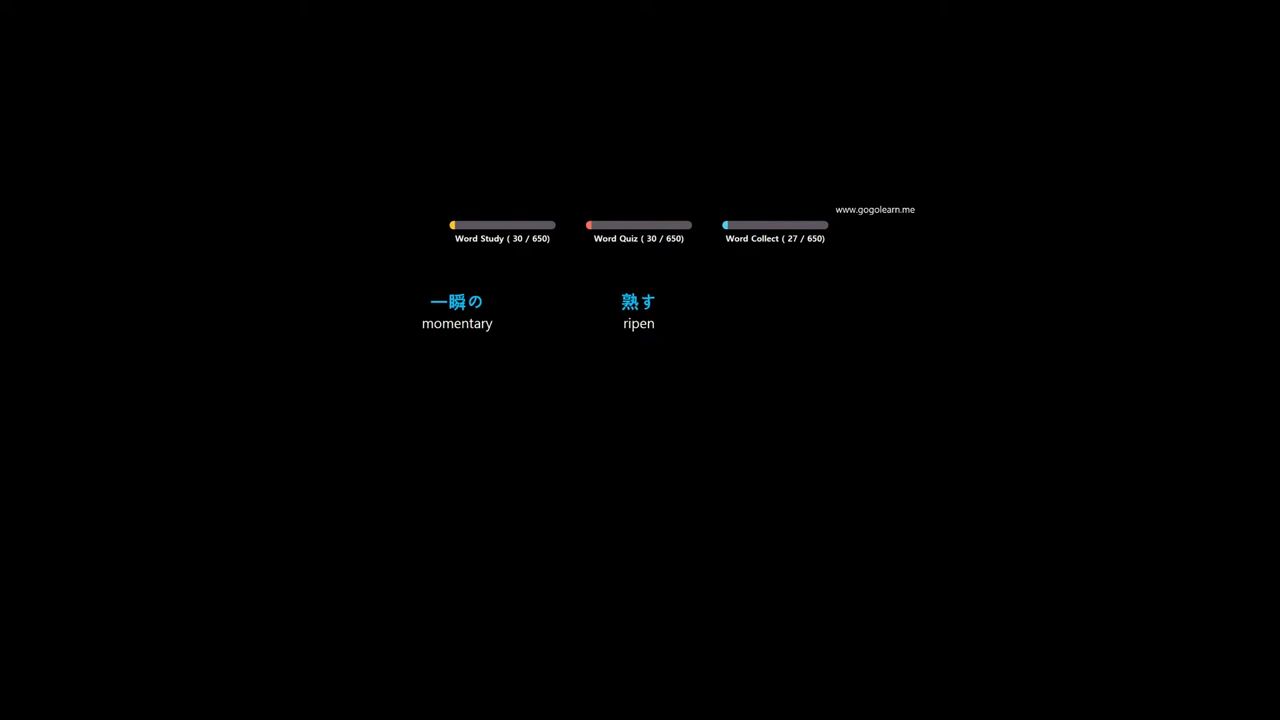 www.gogolearn.me
Word Study ( 30 / 650)
Word Quiz ( 30 / 650)
Word Collect ( 27 / 650)
一瞬の
momentary
熟す
ripen